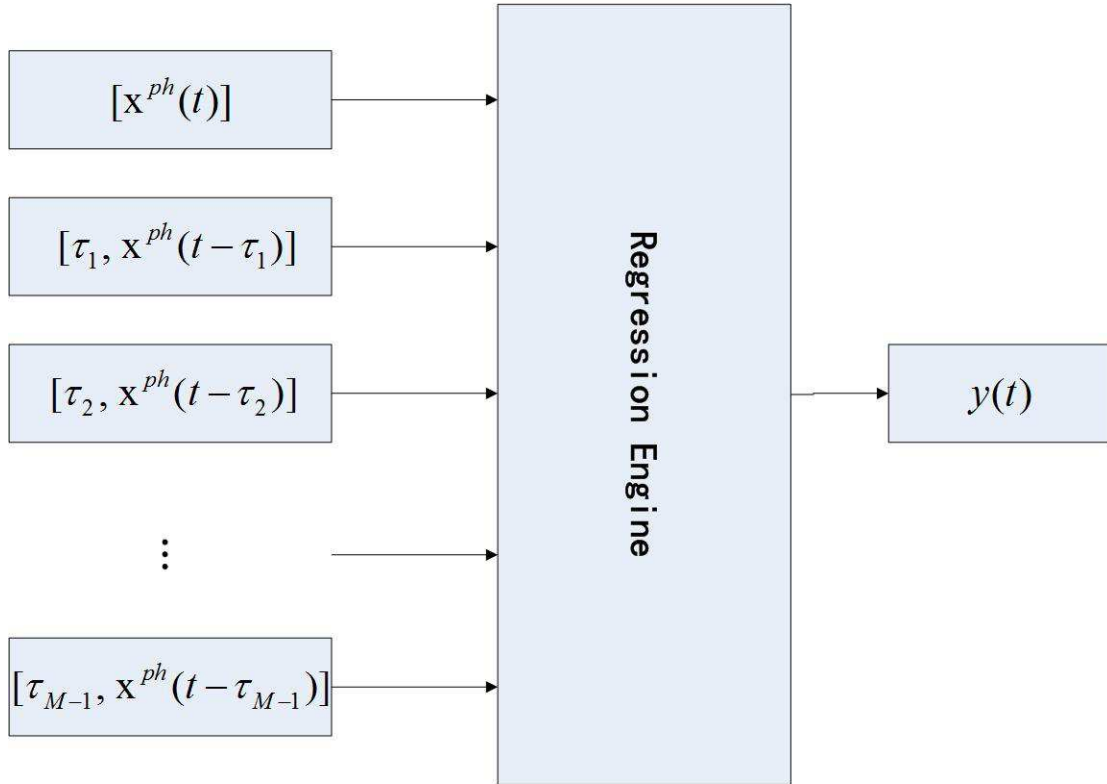 [x^{ph}(t)]
[τ_1, x^{ph}(t−τ_1)]
[τ_2, x^{ph}(t−τ_2)]
⋮
[τ_{M−1}, x^{ph}(t−τ_{M−1})]
Regression Engine
y(t)